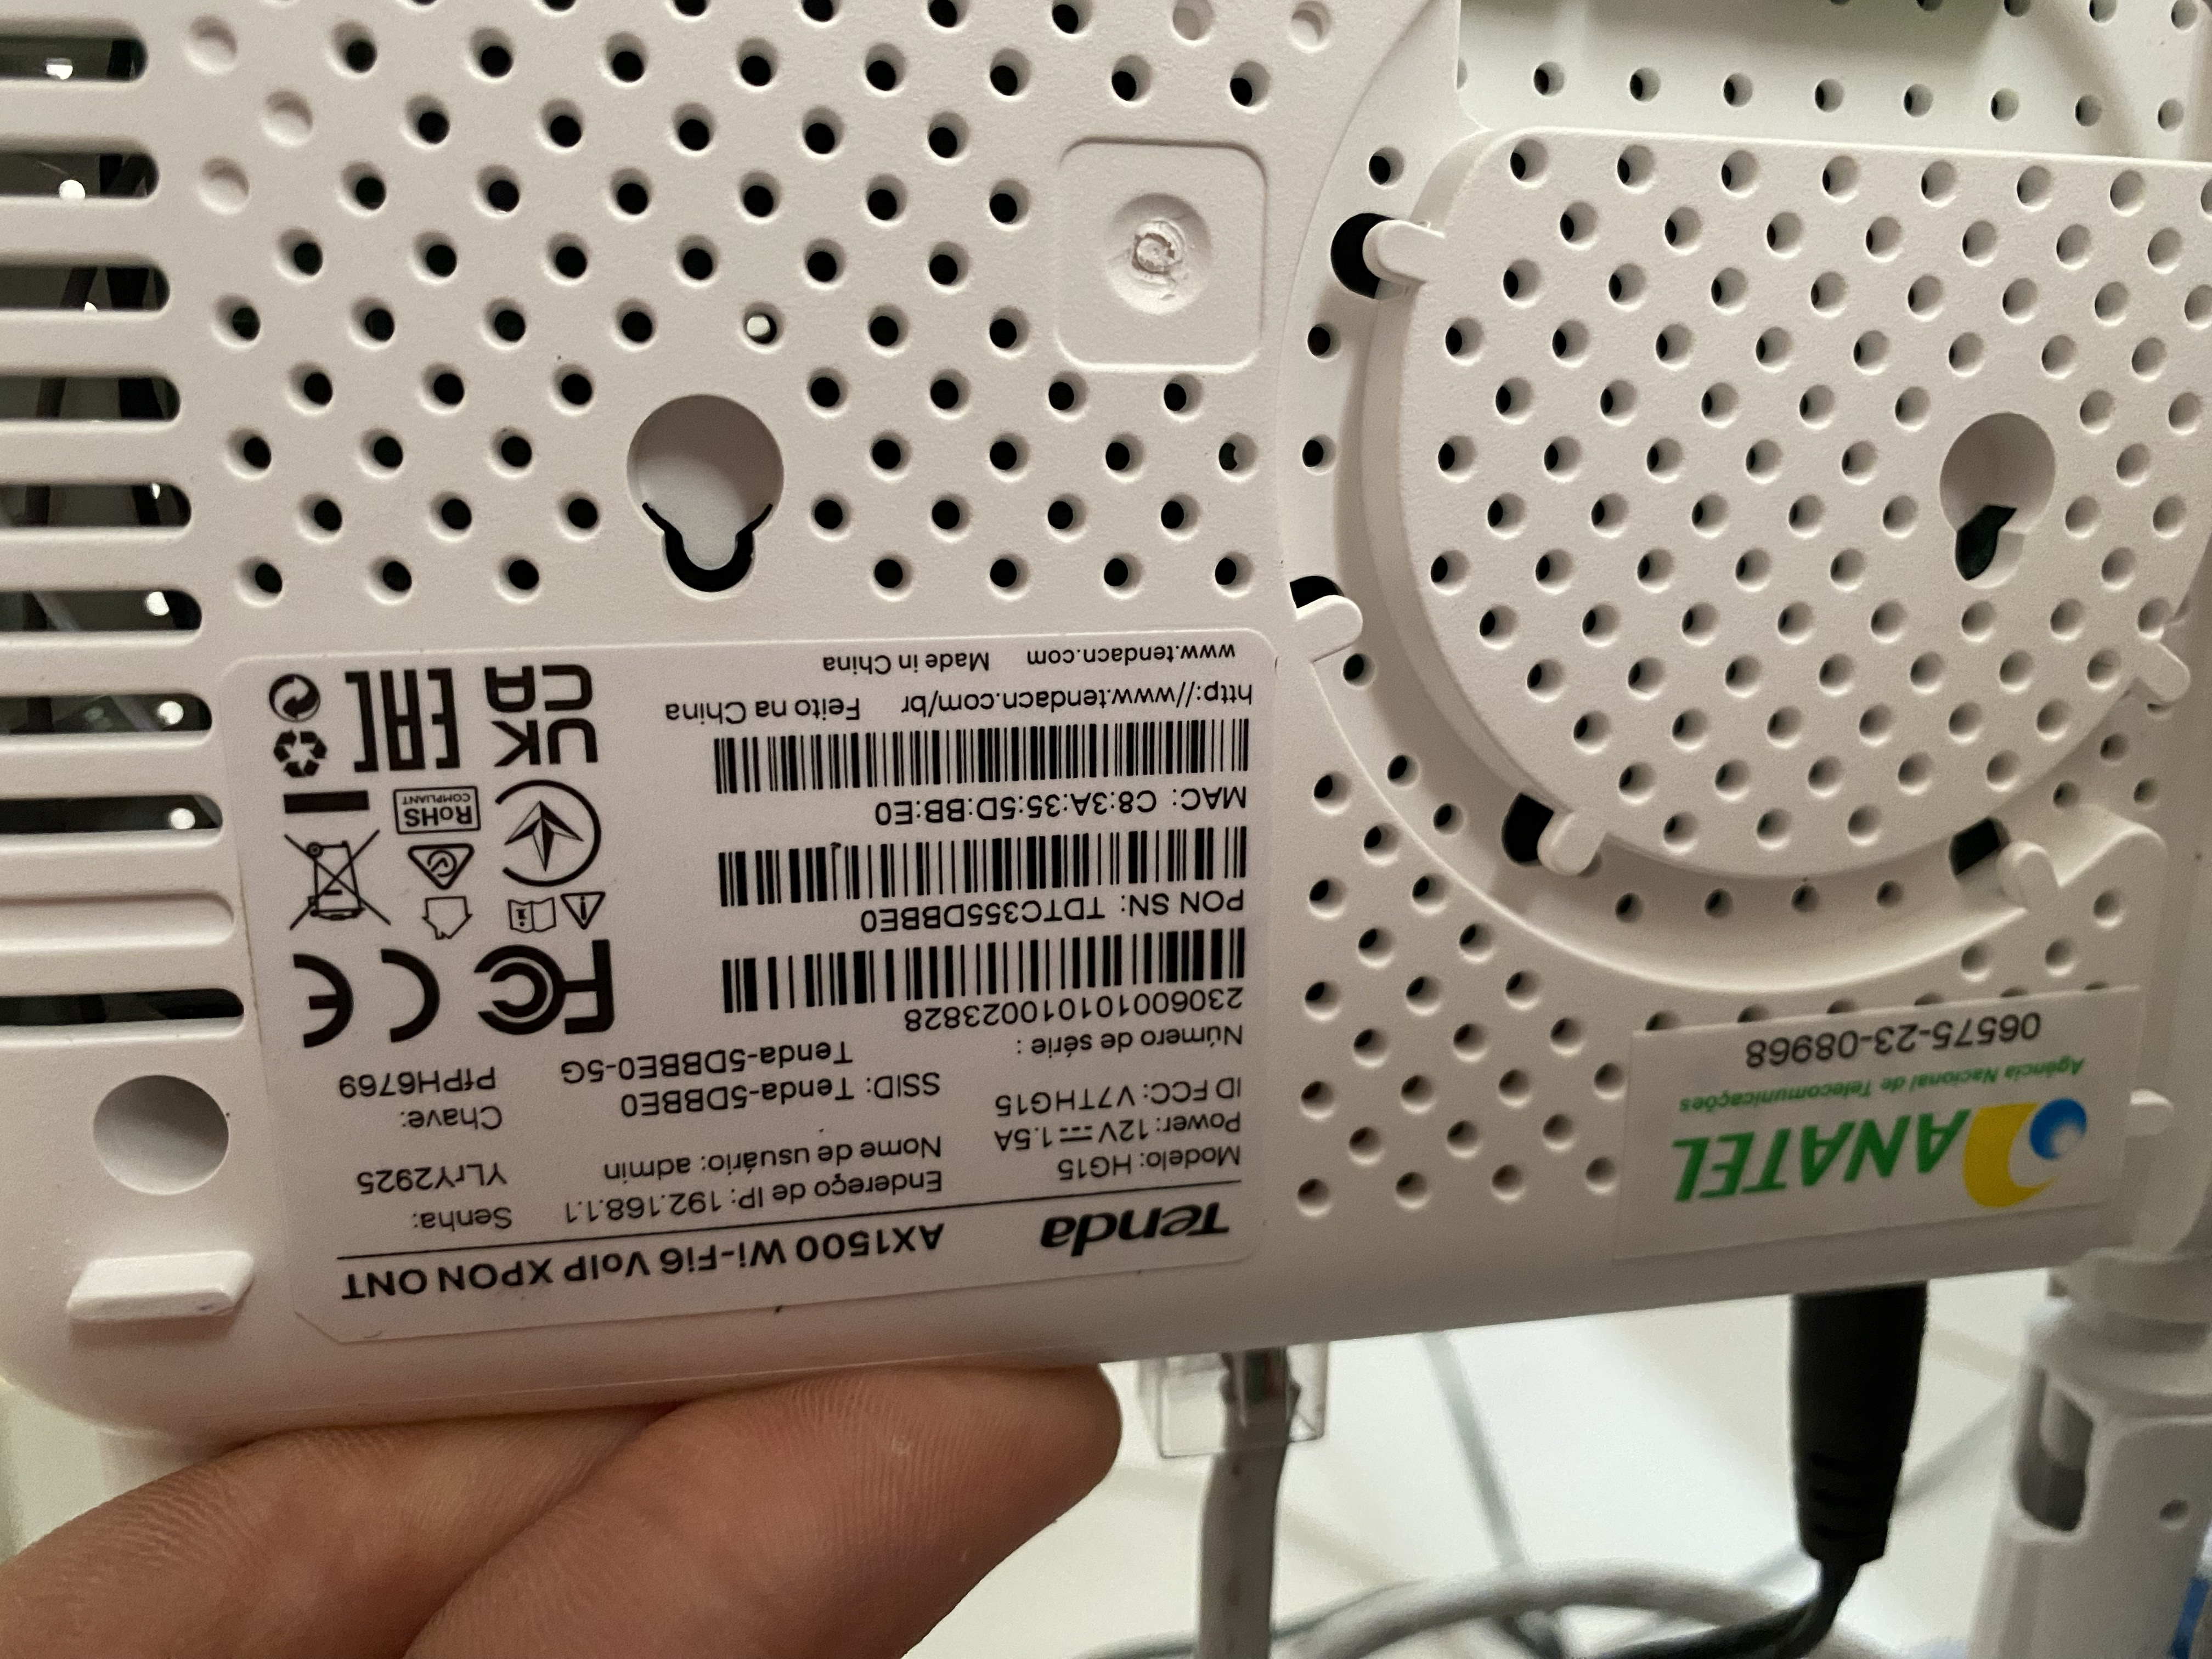 Tenda
AX1500 Wi-Fi6 VoIP XPON ONT
Modelo: HG15
Power: 12V⎓1.5A
ID FCC: V7THG15
Endereço de IP: 192.168.1.1
Nome de usuário: admin
SSID: Tenda-5DBBE0
Tenda-5DBBE0-5G
Senha:
YLrY2925
Chave:
PfPH6769
Número de série :
2306001010023828
PON SN: TDTC355DBBE0
MAC: C8:3A:35:5D:BB:E0
http://www.tendacn.com/br Feito na China
www.tendacn.com Made in China
FC CE
RoHS
COMPLIANT
UK
CA
EAC
ANATEL
Agência Nacional de Telecomunicações
06575-23-08968